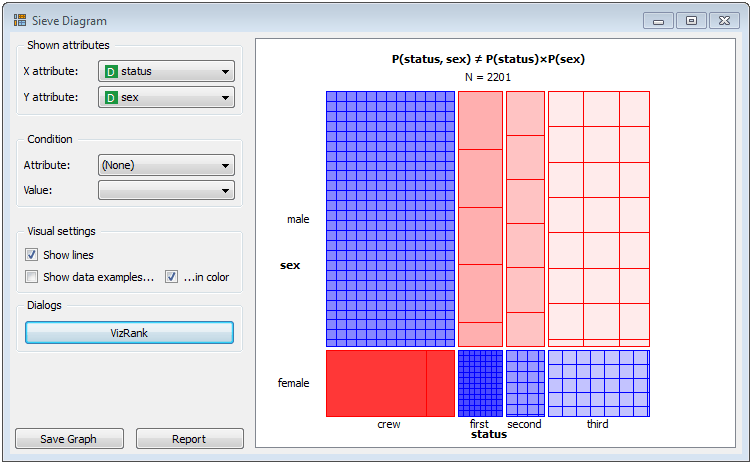 Sieve Diagram
Shown attributes
X attribute: D status
Y attribute: D sex
Condition
Attribute: (None)
Value:
Visual settings
Show lines
Show data examples... ...in color
Dialogs
VizRank
Save Graph Report
P(status, sex) ≠ P(status)×P(sex)
N = 2201
male
sex
female
crew first second third
status